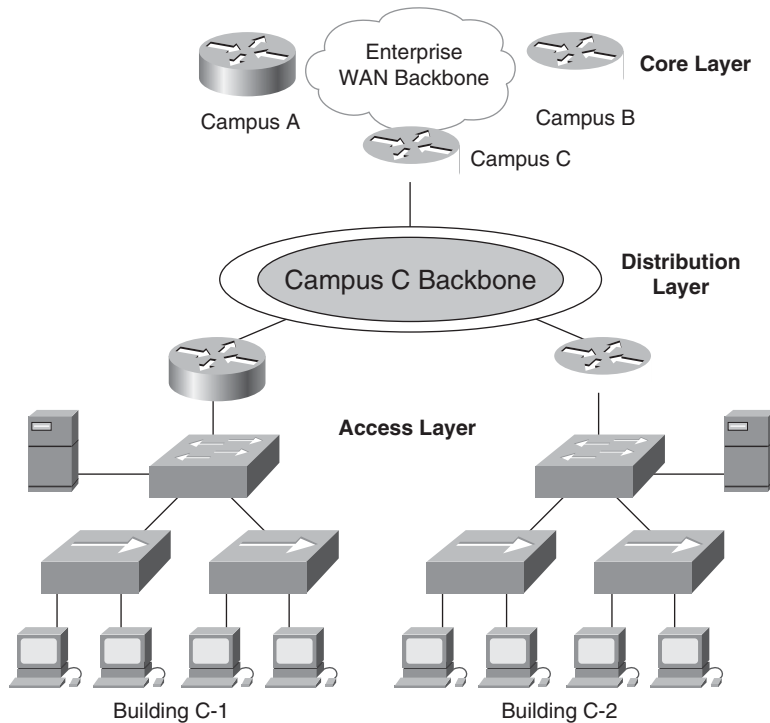 Enterprise
WAN Backbone
Core Layer
Campus A
Campus B
Campus C
Campus C Backbone
Distribution
Layer
Access Layer
Building C-1
Building C-2